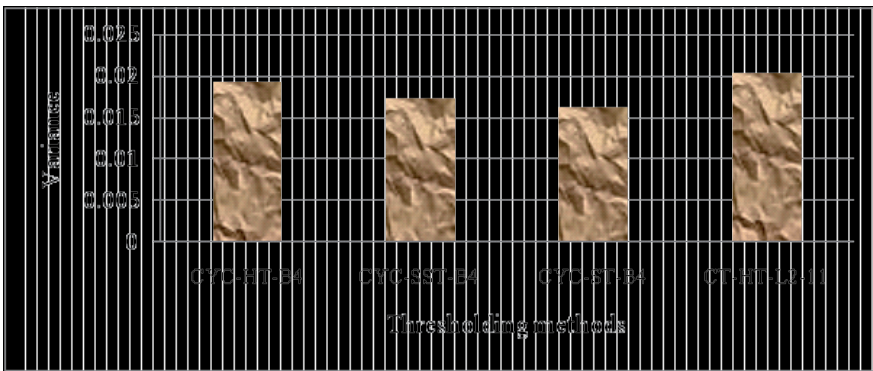 0.025
0.02
0.015
0.01
0.005
0
Variance
CYC-HT-B4
CYC-SST-B4
CYC-ST-B4
CT-HT-L2-11
Thresholding methods